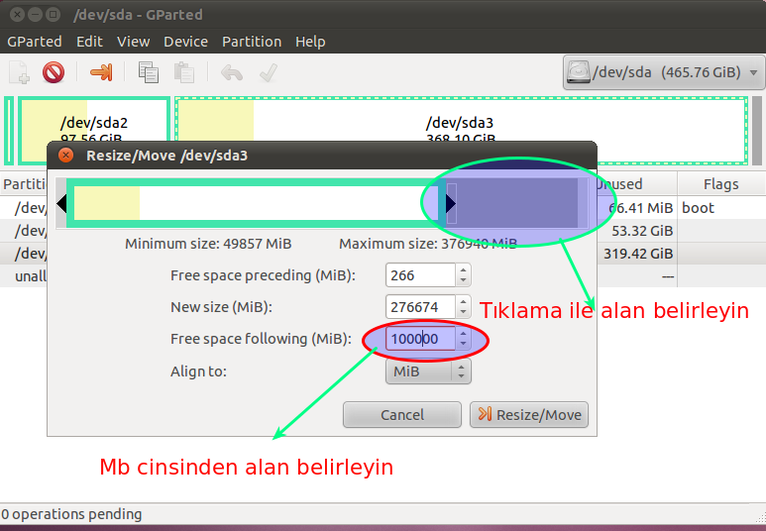 /dev/sda - GParted
GParted Edit View Device Partition Help
/dev/sda (465.76 GiB)
/dev/sda2
97.56 GiB
/dev/sda3
368.10 GiB
Resize/Move /dev/sda3
Minimum size: 49857 MiB Maximum size: 376940 MiB
Free space preceding (MiB): 266
New size (MiB): 276674
Free space following (MiB): 100000
Align to: MiB
Cancel Resize/Move
Tıklama ile alan belirleyin
Mb cinsinden alan belirleyin
Partiti Unused Flags
/dev/ 66.41 MiB boot
/dev/ 53.32 GiB
/dev/ 319.42 GiB
unall ---
0 operations pending